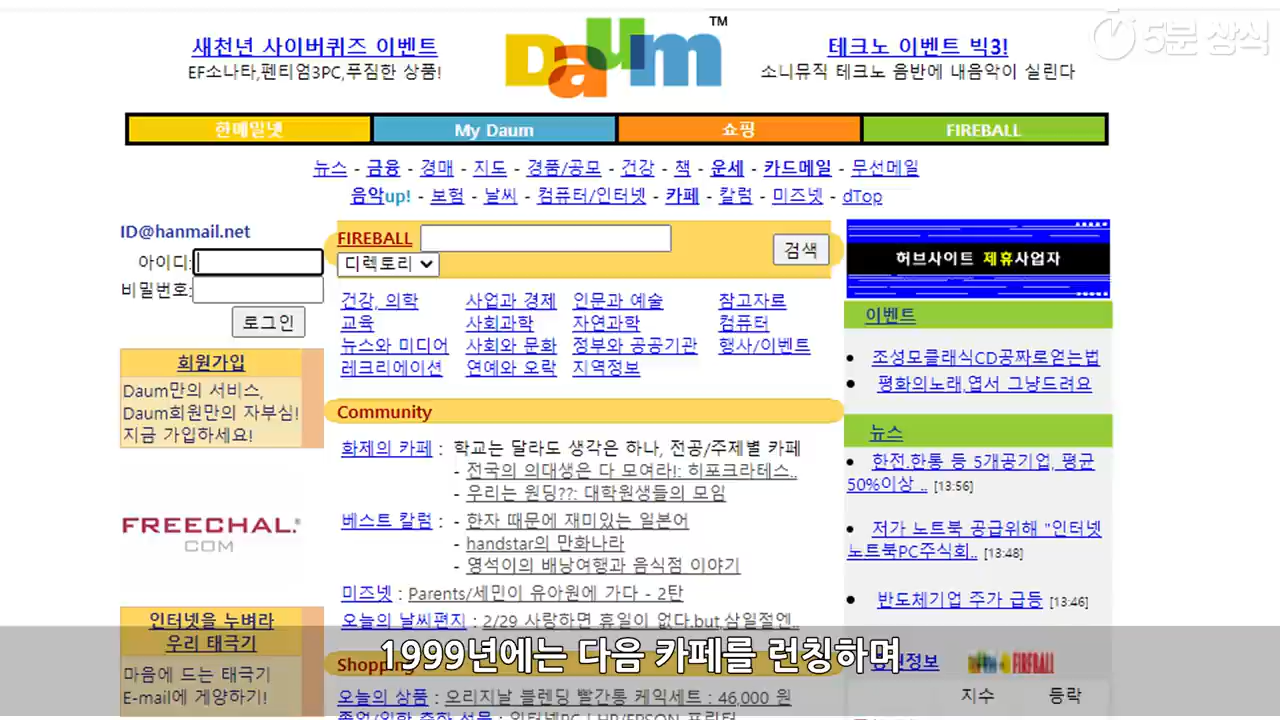 새천년 사이버퀴즈 이벤트
EF소나타,펜티엄3PC,푸짐한 상품!
Daum TM
테크노 이벤트 빅3!
소니뮤직 테크노 음반에 내음악이 실린다
5분 상식
한메일넷 My Daum 쇼핑 FIREBALL
뉴스 - 금융 - 경매 - 지도 - 경품/공모 - 건강 - 책 - 운세 - 카드메일 - 무선메일
음악up! - 보험 - 날씨 - 컴퓨터/인터넷 - 카페 - 칼럼 - 미즈넷 - dTop
ID@hanmail.net
아이디:
비밀번호:
로그인
회원가입
Daum만의 서비스,
Daum회원만의 자부심!
지금 가입하세요!
FREECHAL.
COM
인터넷을 누벼라
우리 태극기
마음에 드는 태극기
E-mail에 게양하기!
FIREBALL
디렉토리
검색
건강, 의학 사업과 경제 인문과 예술 참고자료
교육 사회과학 자연과학 컴퓨터
뉴스와 미디어 사회와 문화 정부와 공공기관 행사/이벤트
레크리에이션 연예와 오락 지역정보
Community
화제의 카페 : 학교는 달라도 생각은 하나, 전공/주제별 카페
- 전국의 의대생은 다 모여라!: 히포크라테스..
- 우리는 원딩??: 대학원생들의 모임
베스트 칼럼 : - 한자 때문에 재미있는 일본어
- handstar의 만화나라
- 영석이의 배낭여행과 음식점 이야기
미즈넷 : Parents/세민이 유아원에 가다 - 2탄
오늘의 날씨편지 : 2/29 사랑하면 휴일이 없다.but,삼일절엔..
Shopping
오늘의 상품 : 오리지날 블렌딩 빨간통 케익세트 : 46,000 원
허브사이트 제휴사업자
이벤트
조성모클래식CD공짜로얻는법
평화의노래,엽서 그냥드려요
뉴스
한전.한통 등 5개공기업, 평균
50%이상 .. [13:56]
저가 노트북 공급위해 "인터넷
노트북PC주식회.. [13:48]
반도체기업 주가 급등 [13:46]
정보 FIREBALL
지수 등락
1999년에는 다음 카페를 런칭하며